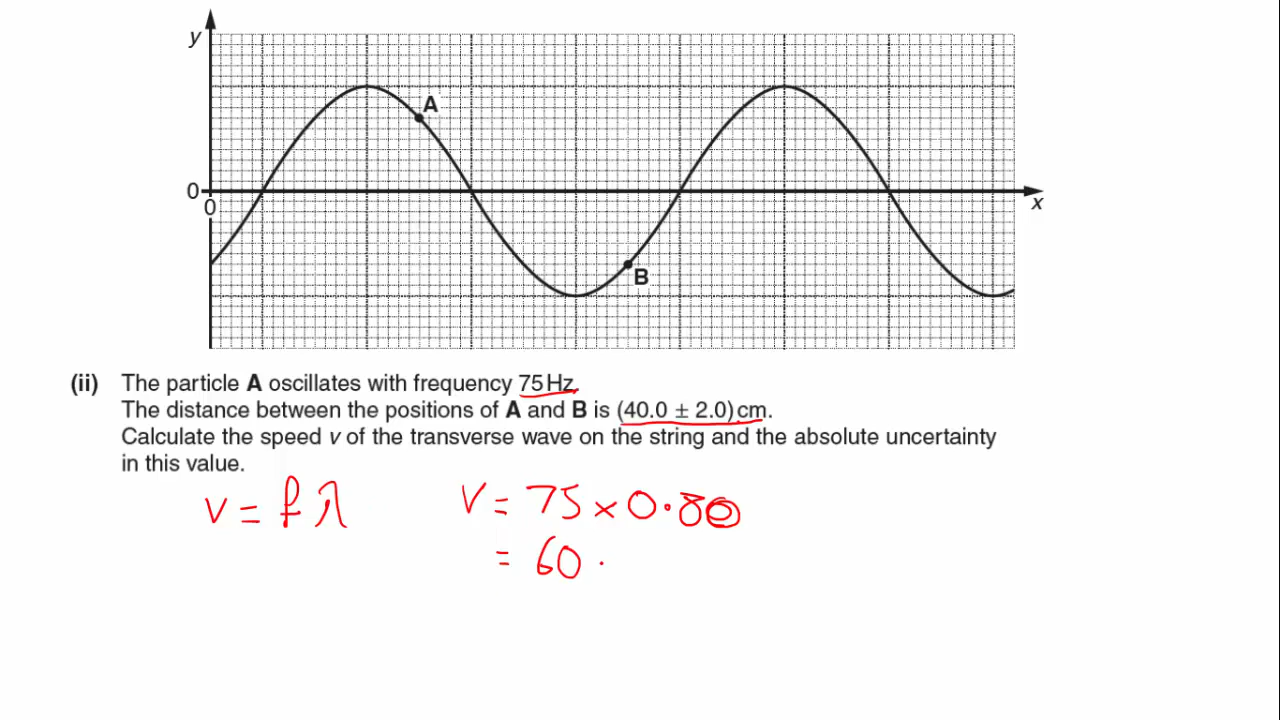 y
A
0
0
x
B
(ii) The particle A oscillates with frequency 75 Hz.
The distance between the positions of A and B is (40.0 ± 2.0) cm.
Calculate the speed v of the transverse wave on the string and the absolute uncertainty
in this value.
v = f λ V = 75 × 0.80
= 60 .